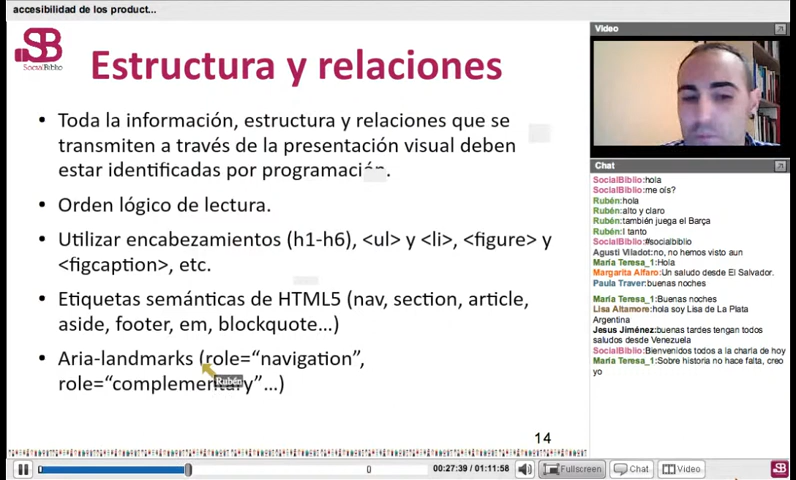 accesibilidad de los product...
SB
SocialBiblio
Estructura y relaciones
• Toda la información, estructura y relaciones que se
transmiten a través de la presentación visual deben
estar identificadas por programación.
• Orden lógico de lectura.
• Utilizar encabezamientos (h1-h6), <ul> y <li>, <figure> y
<figcaption>, etc.
• Etiquetas semánticas de HTML5 (nav, section, article,
aside, footer, em, blockquote...)
• Aria-landmarks (role=“navigation”,
role=“complementary”...)
Rubén
14
Video
Chat
SocialBiblio:hola
SocialBiblio:me ois?
Rubén:hola
Rubén:alto y claro
Rubén:también juega el Barça
Rubén:I tanto
SocialBiblio:#socialbiblio
Agusti Viladot:no, no hemos visto aun
María Teresa_1:Hola
Margarita Alfaro:Un saludo desde El Salvador.
Paula Traver:buenas noches
María Teresa_1:Buenas noches
Lisa Altamore:hola soy Lisa de La Plata
Argentina
Jesus Jiménez:buenas tardes tengan todos
saludos desde Venezuela
SocialBiblio:Bienvenidos todos a la charla de hoy
María Teresa_1:Sobre historia no hace falta, creo
yo
00:27:39 / 01:11:58
Fullscreen
Chat
Video
SB